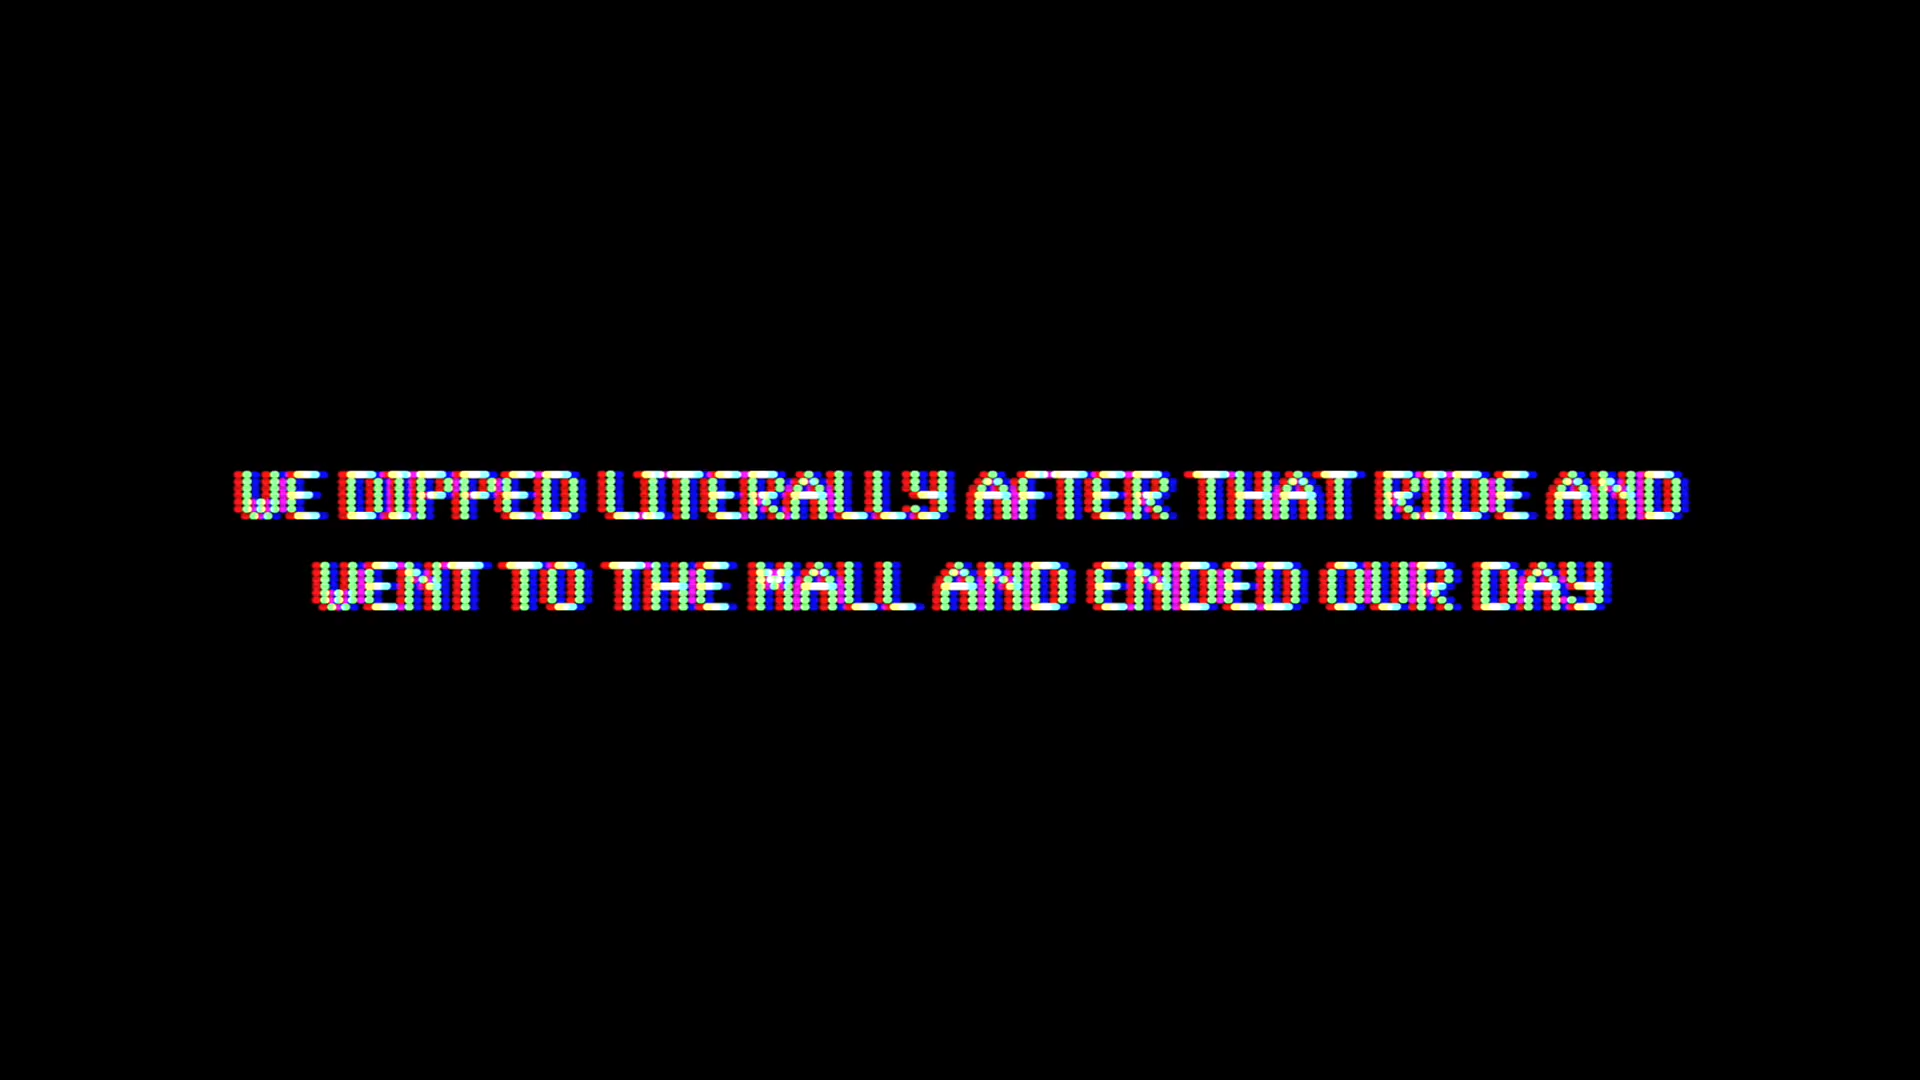 WE DIPPED LITERALLY AFTER THAT RIDE AND
WENT TO THE MALL AND ENDED OUR DAY